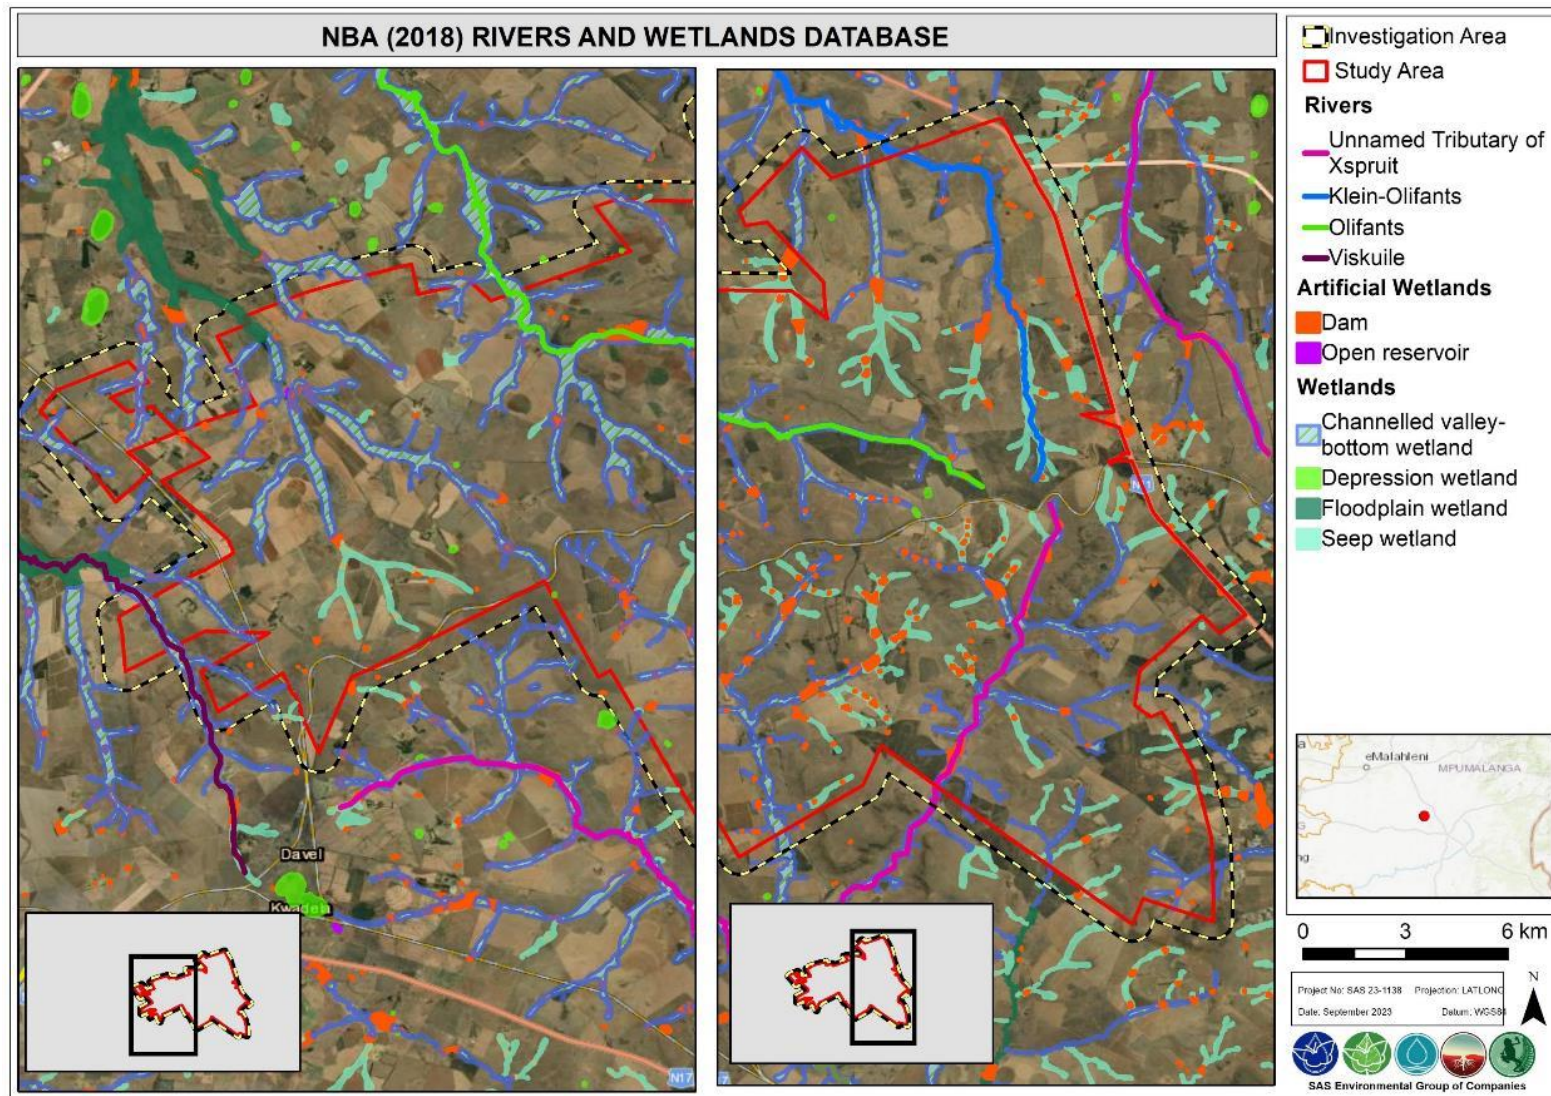 NBA (2018) RIVERS AND WETLANDS DATABASE
Davel
N17
N11
Investigation Area
Study Area
Rivers
Unnamed Tributary of
Xspruit
Klein-Olifants
Olifants
Viskuile
Artificial Wetlands
Dam
Open reservoir
Wetlands
Channelled valley-
bottom wetland
Depression wetland
Floodplain wetland
Seep wetland
eMalahleni
MPUMALANGA
0 3 6 km
Project No: SAS 23-1138 Projection: LATLONG
Date: September 2023 Datum: WGS84
N
SAS Environmental Group of Companies